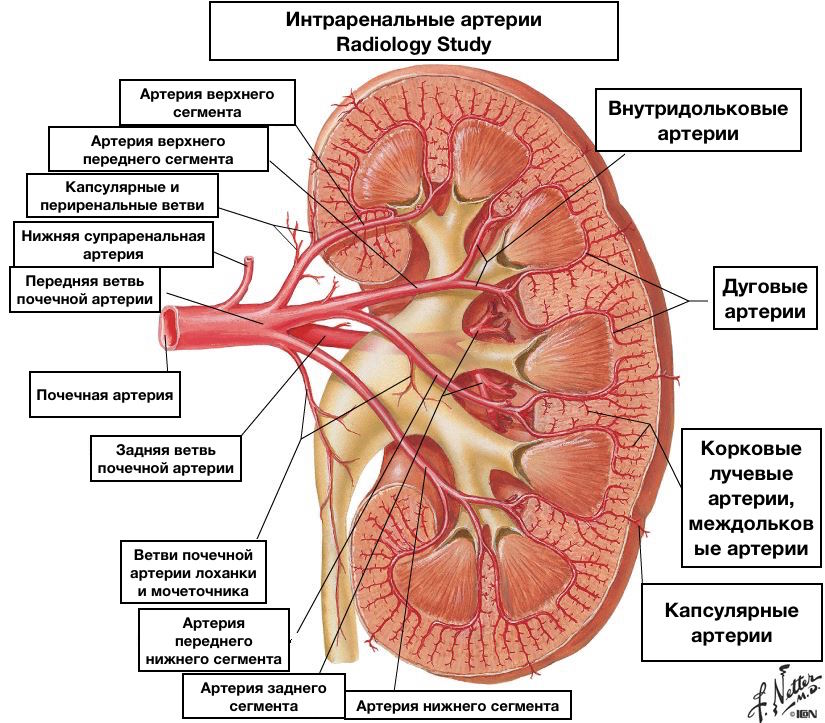 Интраренальные артерии
Radiology Study
Артерия верхнего
сегмента
Артерия верхнего
переднего сегмента
Капсулярные и
периренальные ветви
Нижняя супраренальная
артерия
Передняя ветвь
почечной артерии
Почечная артерия
Задняя ветвь
почечной артерии
Ветви почечной
артерии лоханки
и мочеточника
Артерия
переднего
нижнего сегмента
Артерия заднего
сегмента
Артерия нижнего сегмента
Внутридольковые
артерии
Дуговые
артерии
Корковые
лучевые
артерии,
междольков
ые артерии
Капсулярные
артерии
F. Netter
M.D.
©ICON